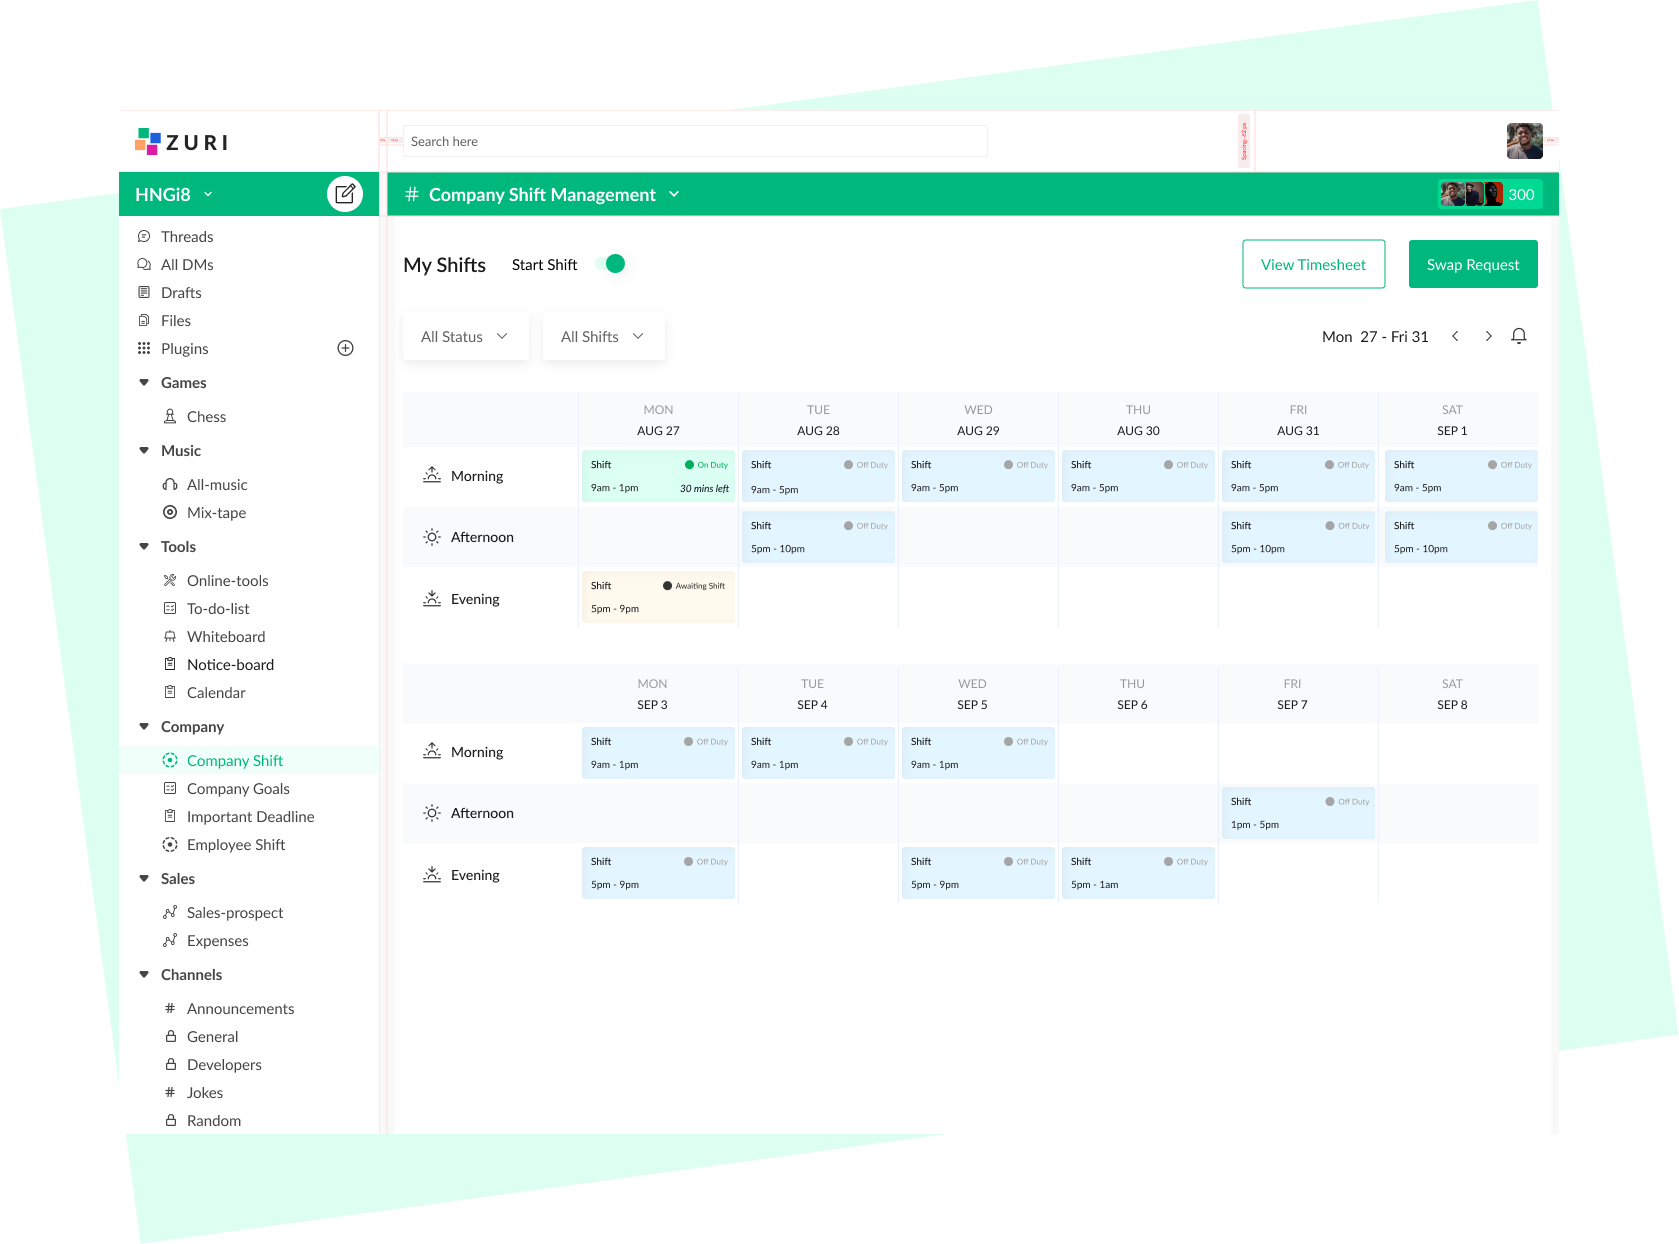 ZURI
Search here
Spacing-62px
HNGi8
# Company Shift Management
300
Threads
All DMs
Drafts
Files
Plugins
Games
Chess
Music
All-music
Mix-tape
Tools
Online-tools
To-do-list
Whiteboard
Notice-board
Calendar
Company
Company Shift
Company Goals
Important Deadline
Employee Shift
Sales
Sales-prospect
Expenses
Channels
# Announcements
General
Developers
# Jokes
Random
My Shifts Start Shift View Timesheet Swap Request
All Status All Shifts Mon 27 - Fri 31
MON TUE WED THU FRI SAT
AUG 27 AUG 28 AUG 29 AUG 30 AUG 31 SEP 1
Morning
Shift On Duty Shift Off Duty Shift Off Duty Shift Off Duty Shift Off Duty Shift Off Duty
9am - 1pm 30 mins left 9am - 5pm 9am - 5pm 9am - 5pm 9am - 5pm 9am - 5pm
Afternoon
Shift Off Duty Shift Off Duty Shift Off Duty
5pm - 10pm 5pm - 10pm 5pm - 10pm
Evening
Shift Awaiting Shift
5pm - 9pm
MON TUE WED THU FRI SAT
SEP 3 SEP 4 SEP 5 SEP 6 SEP 7 SEP 8
Morning
Shift Off Duty Shift Off Duty Shift Off Duty
9am - 1pm 9am - 1pm 9am - 1pm
Afternoon
Shift Off Duty
1pm - 5pm
Evening
Shift Off Duty Shift Off Duty Shift Off Duty
5pm - 9pm 5pm - 9pm 5pm - 1am